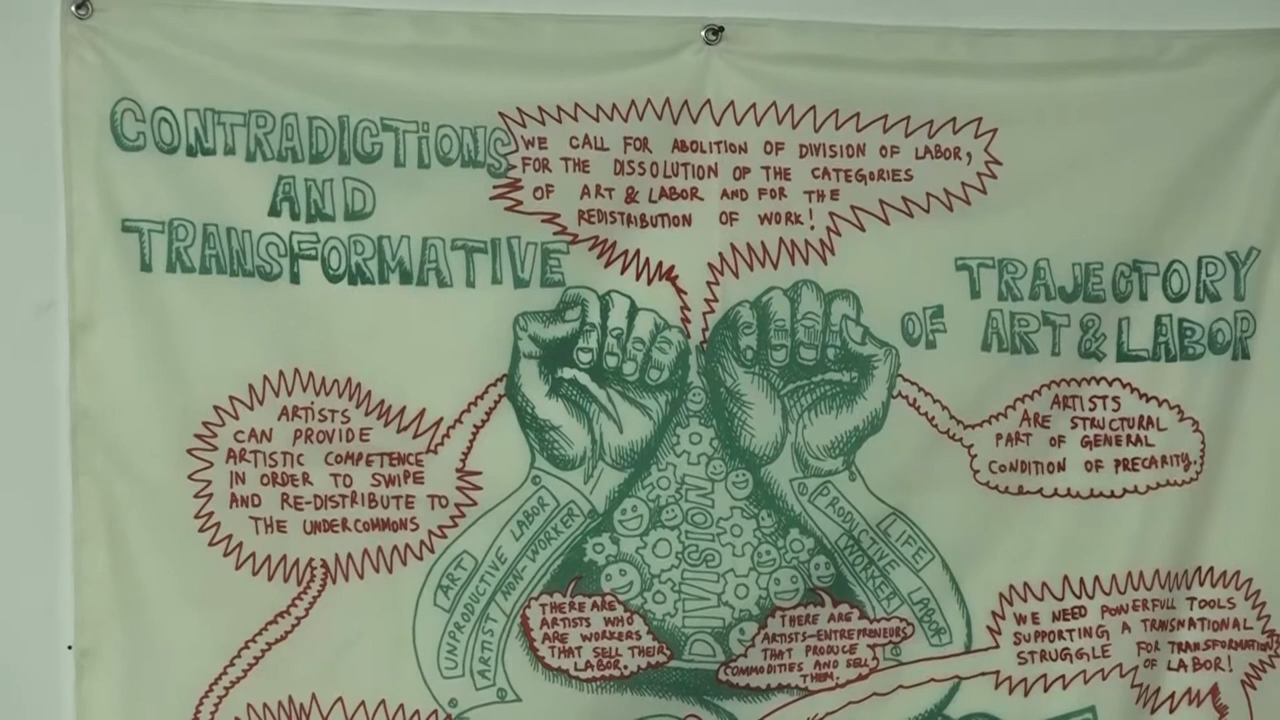 CONTRADICTIONS
AND
TRANSFORMATIVE
TRAJECTORY
OF ART & LABOR
WE CALL FOR ABOLITION OF DIVISION OF LABOR,
FOR THE DISSOLUTION OP THE CATEGORIES
OF ART & LABOR AND FOR THE
REDISTRIBUTION OF WORK!
ARTISTS
CAN PROVIDE
ARTISTIC COMPETENCE
IN ORDER TO SWIPE
AND RE-DISTRIBUTE TO
THE UNDERCOMMONS
ARTISTS
ARE STRUCTURAL
PART OF GENERAL
CONDITION OF PRECARITY.
ART
UNPRODUCTIVE LABOR
ARTIST NON-WORKER
DIVISION
LIFE
PRODUCTIVE LABOR
WORKER
THERE ARE
ARTISTS WHO
ARE WORKERS
THAT SELL THEIR
LABOR.
THERE ARE
ARTISTS-ENTREPRENEURS
THAT PRODUCE
COMMODITIES AND SELL
THEM.
WE NEED POWERFULL TOOLS
SUPPORTING A TRANSNATIONAL
STRUGGLE FOR TRANSFORMATION
OF LABOR!